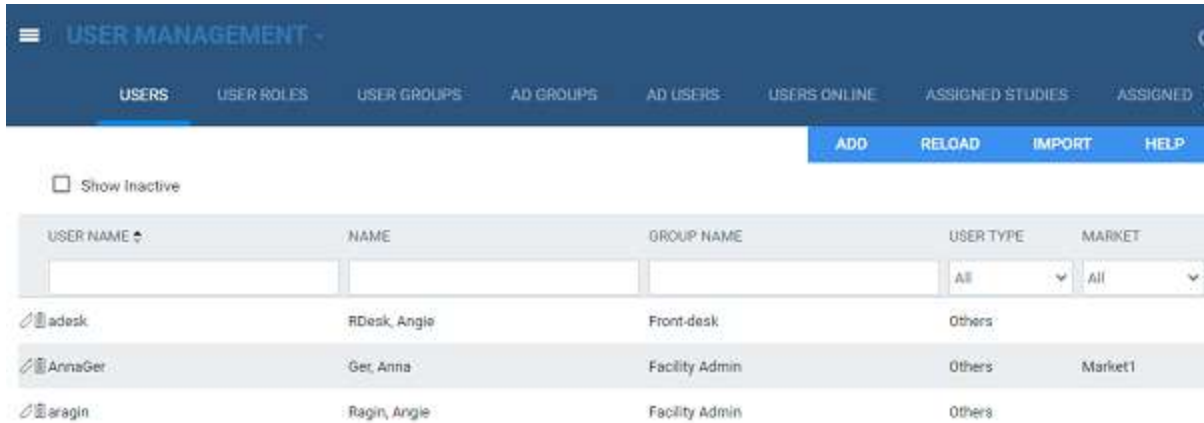 USER MANAGEMENT
USERS USER ROLES USER GROUPS AD GROUPS AD USERS USERS ONLINE ASSIGNED STUDIES ASSIGNED
ADD RELOAD IMPORT HELP
Show Inactive
USER NAME NAME GROUP NAME USER TYPE MARKET
All All
adesk RDesk, Angie Front-desk Others
AnnaGer Ger, Anna Facility Admin Others Market1
aragin Ragin, Angie Facility Admin Others